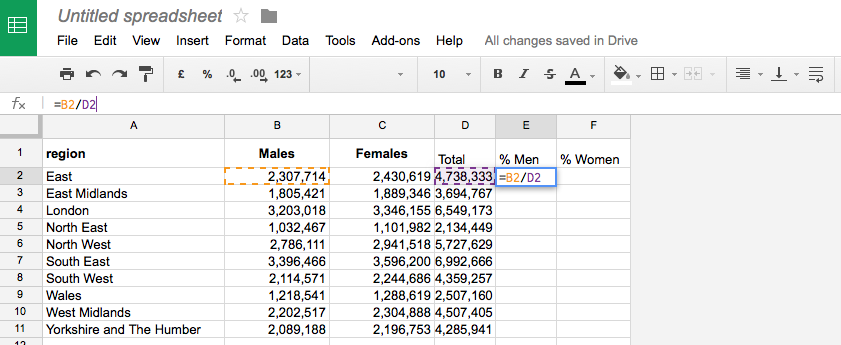 Untitled spreadsheet
File Edit View Insert Format Data Tools Add-ons Help All changes saved in Drive
£ % .0 .00 123 10 B I S A
fx =B2/D2
A B C D E F
1 region Males Females Total % Men % Women
2 East 2,307,714 2,430,619 4,738,333 =B2/D2
3 East Midlands 1,805,421 1,889,346 3,694,767
4 London 3,203,018 3,346,155 6,549,173
5 North East 1,032,467 1,101,982 2,134,449
6 North West 2,786,111 2,941,518 5,727,629
7 South East 3,396,466 3,596,200 6,992,666
8 South West 2,114,571 2,244,686 4,359,257
9 Wales 1,218,541 1,288,619 2,507,160
10 West Midlands 2,202,517 2,304,888 4,507,405
11 Yorkshire and The Humber 2,089,188 2,196,753 4,285,941